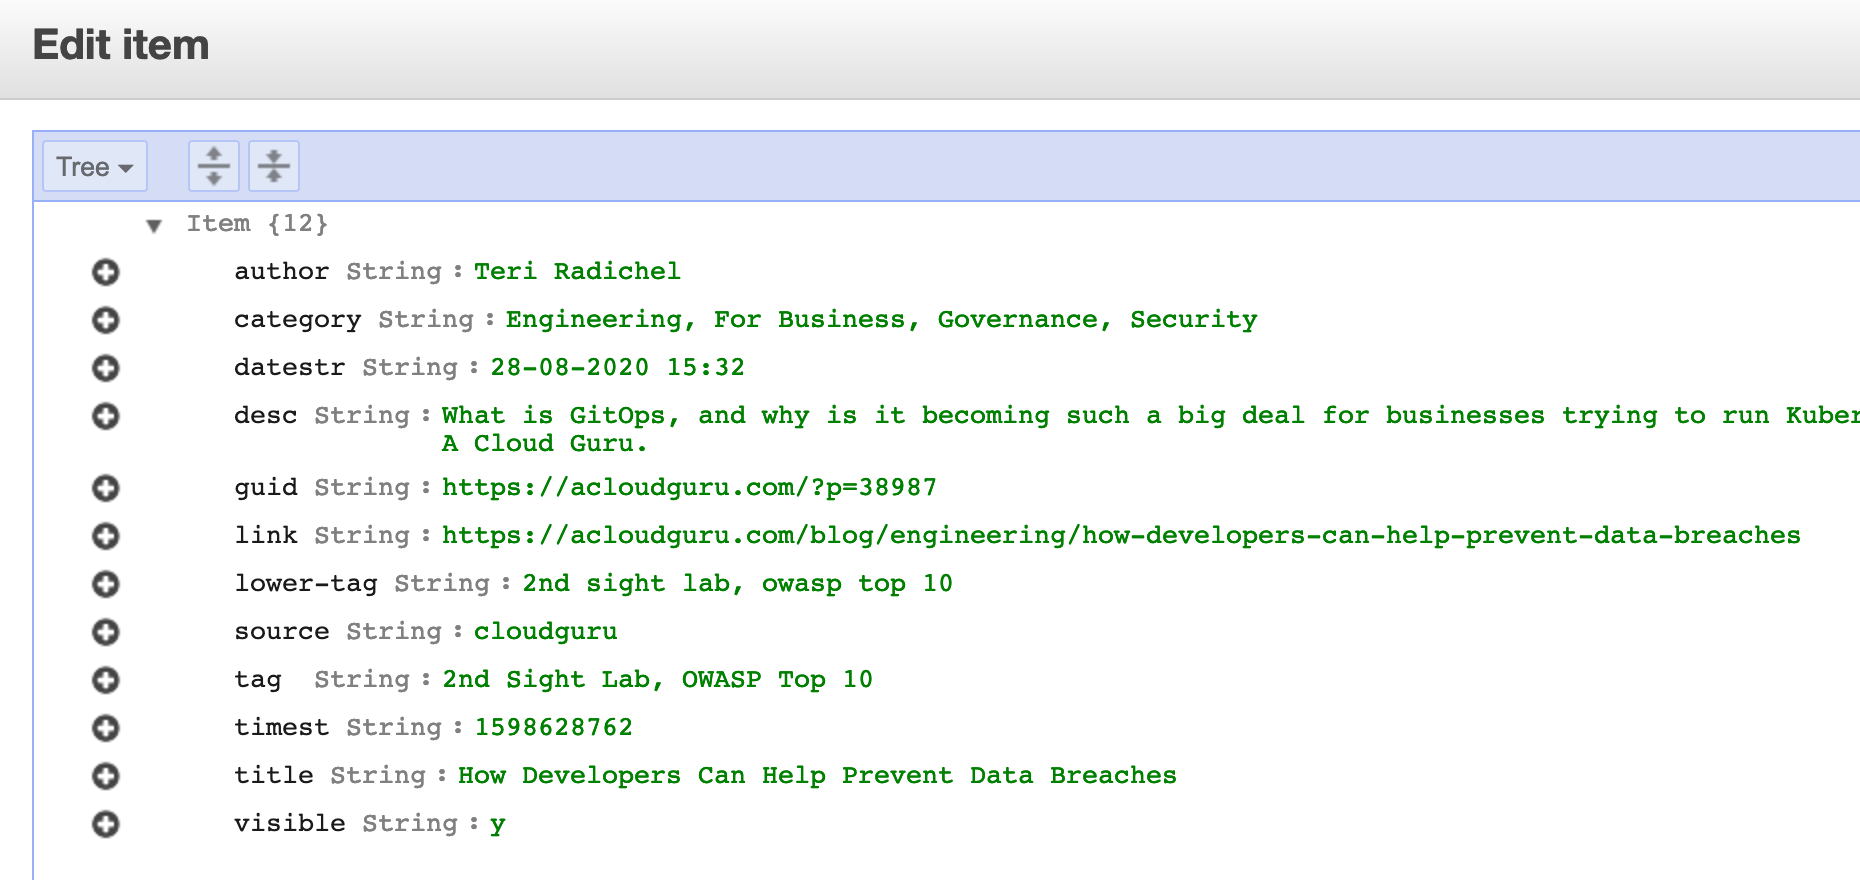 Edit item
Tree
Item {12}
author String : Teri Radichel
category String : Engineering, For Business, Governance, Security
datestr String : 28-08-2020 15:32
desc String : What is GitOps, and why is it becoming such a big deal for businesses trying to run Kuber
A Cloud Guru.
guid String : https://acloudguru.com/?p=38987
link String : https://acloudguru.com/blog/engineering/how-developers-can-help-prevent-data-breaches
lower-tag String : 2nd sight lab, owasp top 10
source String : cloudguru
tag String : 2nd Sight Lab, OWASP Top 10
timest String : 1598628762
title String : How Developers Can Help Prevent Data Breaches
visible String : y